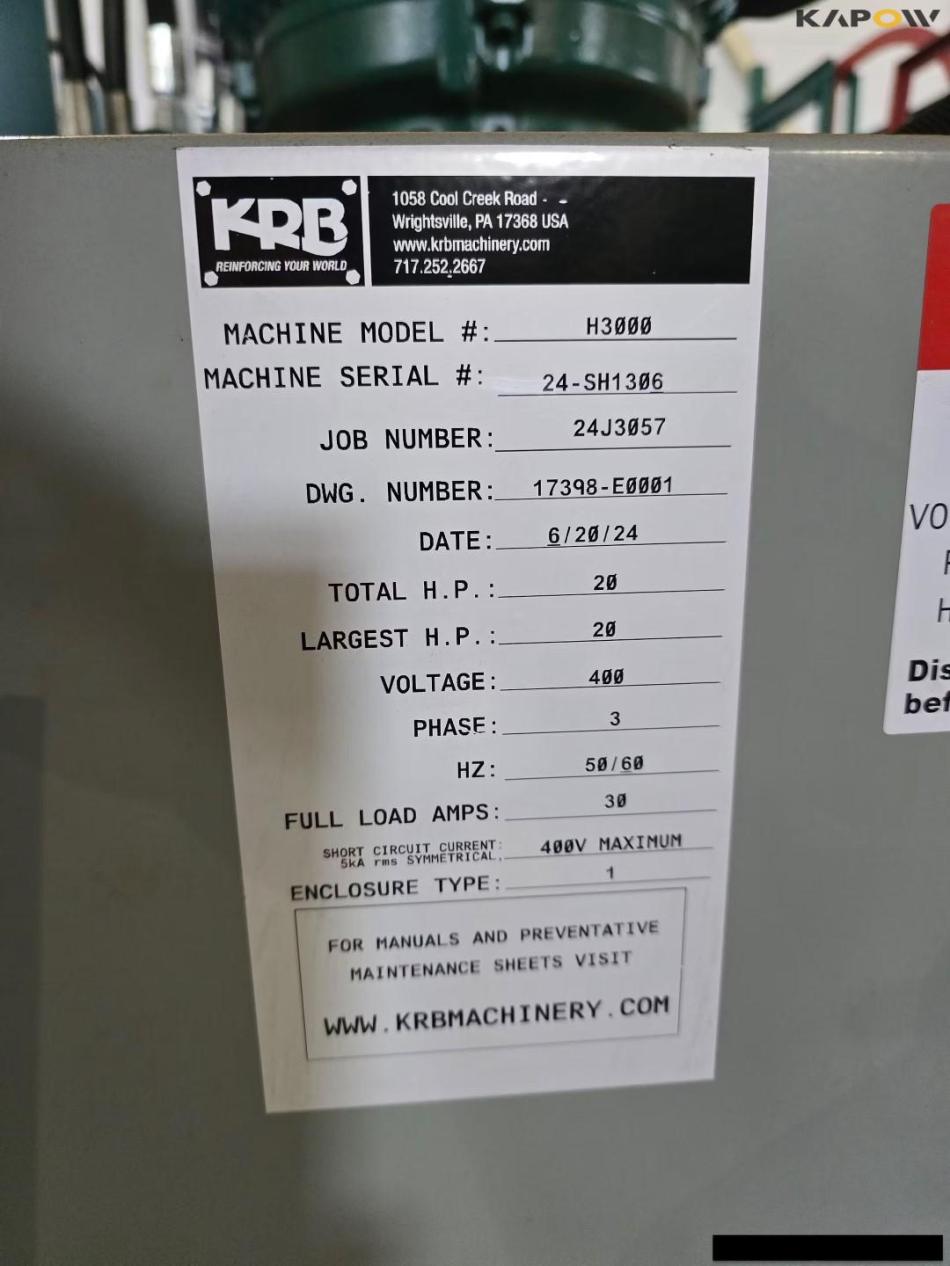 KAPOW
KRB
REINFORCING YOUR WORLD
1058 Cool Creek Road
Wrightsville, PA 17368 USA
www.krbmachinery.com
717.252.2667
MACHINE MODEL #: H3000
MACHINE SERIAL #: 24-SH1306
JOB NUMBER: 24J3057
DWG. NUMBER: 17398-E0001
DATE: 6/20/24
TOTAL H.P.: 20
LARGEST H.P.: 20
VOLTAGE: 400
PHASE: 3
HZ: 50/60
FULL LOAD AMPS: 30
SHORT CIRCUIT CURRENT:
5kA rms SYMMETRICAL. 400V MAXIMUM
ENCLOSURE TYPE: 1
FOR MANUALS AND PREVENTATIVE
MAINTENANCE SHEETS VISIT
WWW.KRBMACHINERY.COM
VO
H
Dis
bef